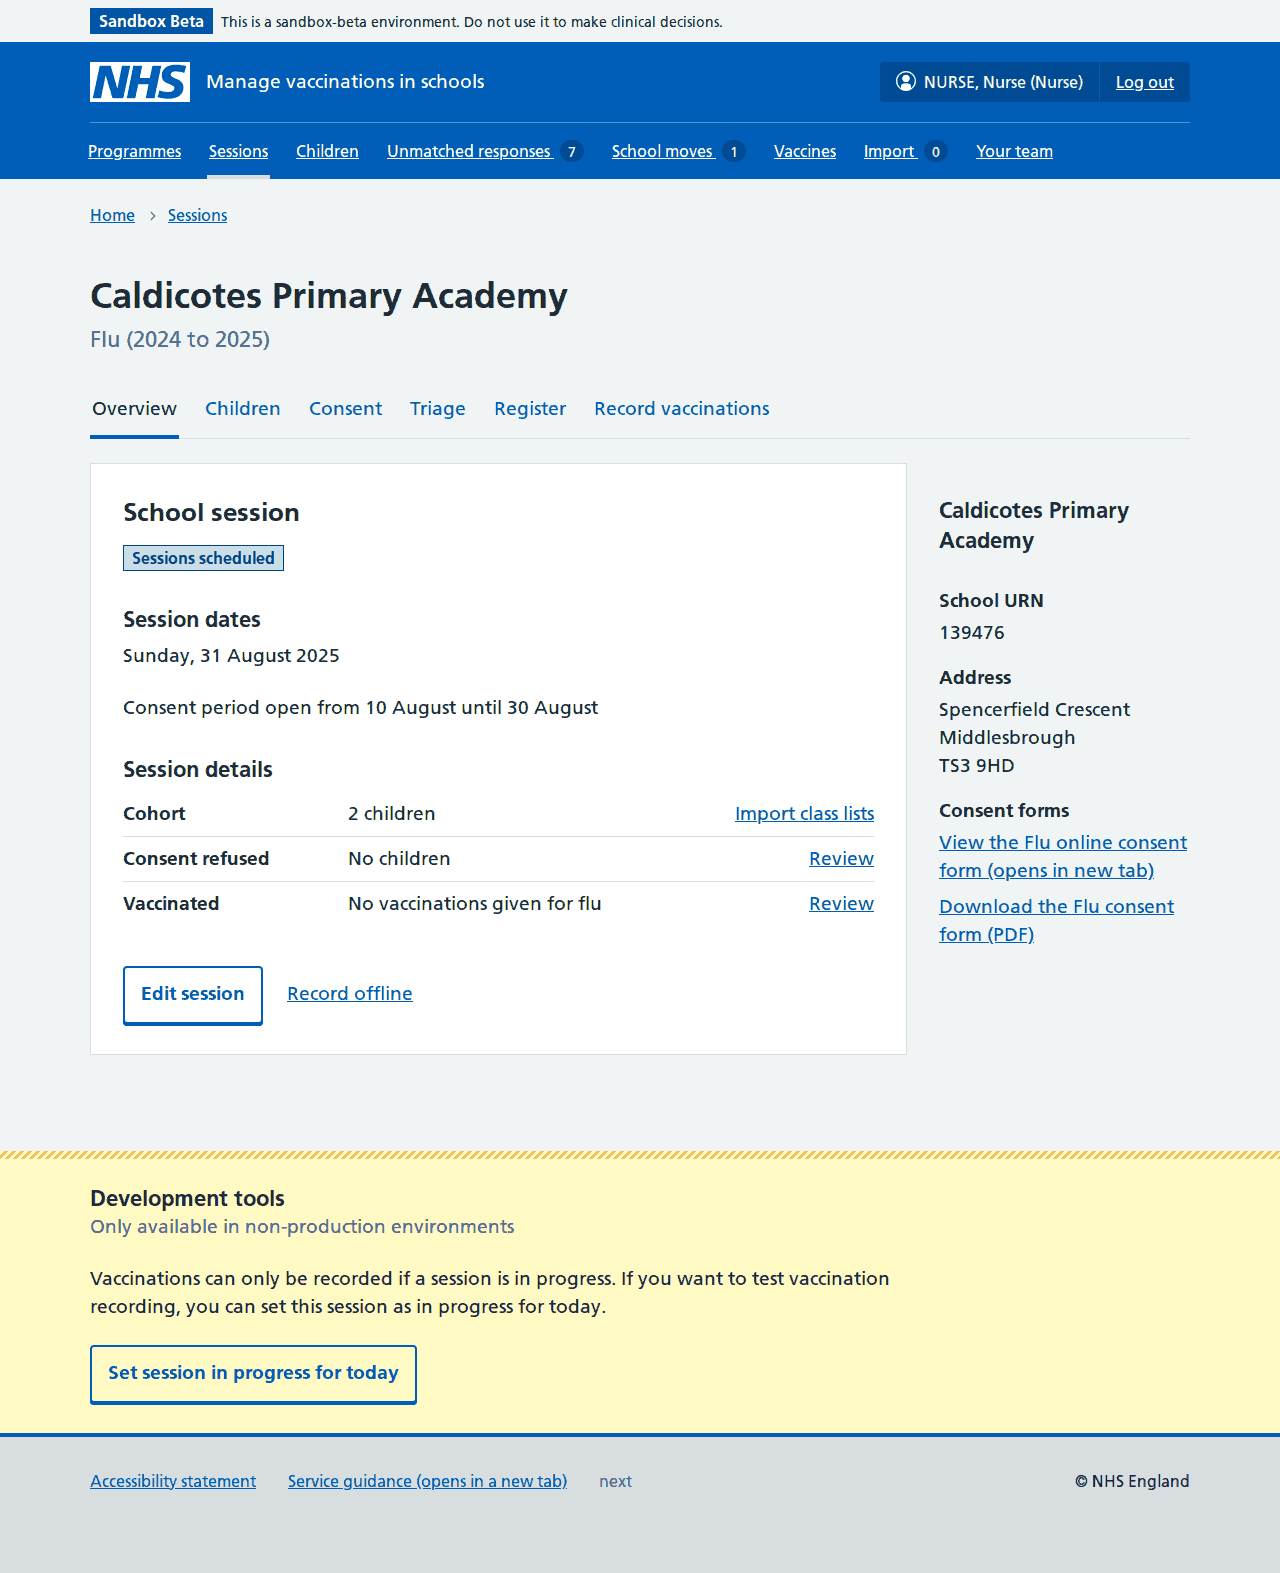 Sandbox Beta This is a sandbox-beta environment. Do not use it to make clinical decisions.
NHS Manage vaccinations in schools NURSE, Nurse (Nurse) Log out
Programmes Sessions Children Unmatched responses 7 School moves 1 Vaccines Import 0 Your team
Home Sessions
Caldicotes Primary Academy
Flu (2024 to 2025)
Overview Children Consent Triage Register Record vaccinations
School session
Sessions scheduled
Session dates
Sunday, 31 August 2025
Consent period open from 10 August until 30 August
Session details
Cohort 2 children Import class lists
Consent refused No children Review
Vaccinated No vaccinations given for flu Review
Edit session Record offline
Caldicotes Primary
Academy
School URN
139476
Address
Spencerfield Crescent
Middlesbrough
TS3 9HD
Consent forms
View the Flu online consent
form (opens in new tab)
Download the Flu consent
form (PDF)
Development tools
Only available in non-production environments
Vaccinations can only be recorded if a session is in progress. If you want to test vaccination
recording, you can set this session as in progress for today.
Set session in progress for today
Accessibility statement Service guidance (opens in a new tab) next © NHS England